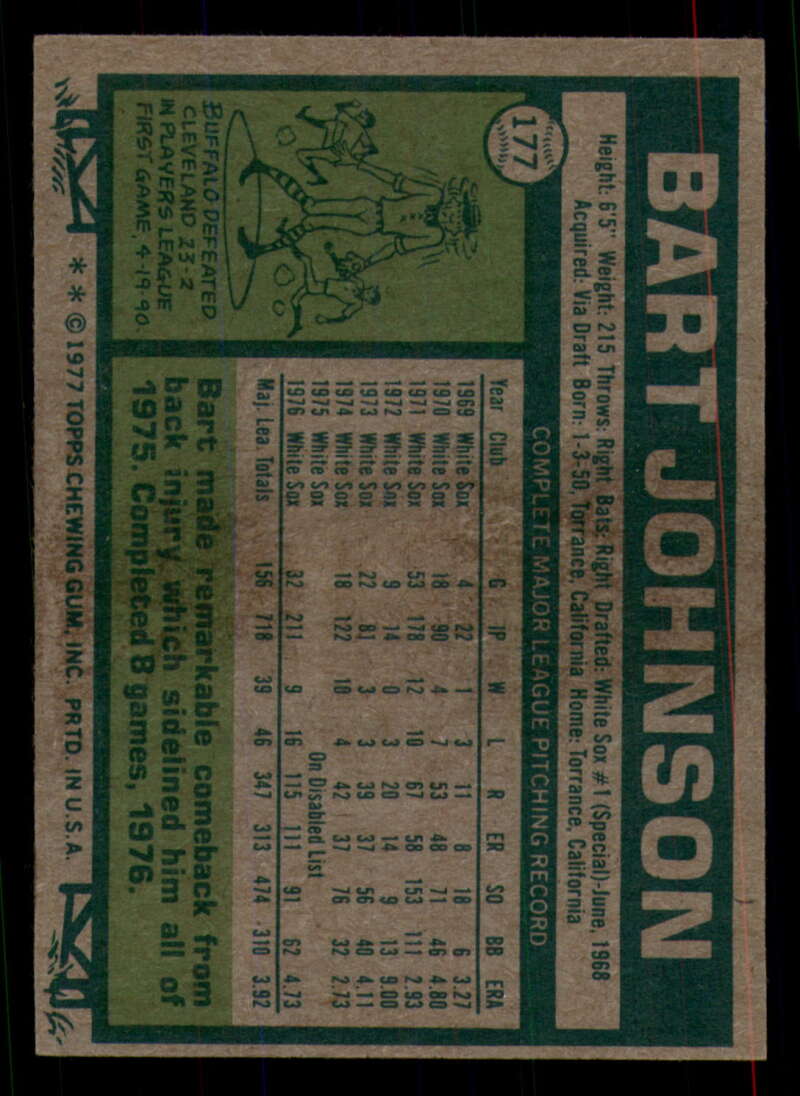 177
BART JOHNSON
Height: 6'5" Weight: 215 Throws: Right Bats: Right Drafted: White Sox #1 (Special)-June, 1968
Acquired: Via Draft Born: 1-3-50, Torrance, California Home: Torrance, California
COMPLETE MAJOR LEAGUE PITCHING RECORD
Year Club G IP W L R ER SO BB ERA
1969 White Sox 4 22 1 3 11 8 18 6 3.27
1970 White Sox 18 90 4 7 53 48 71 46 4.80
1971 White Sox 53 178 12 10 67 58 153 111 2.93
1972 White Sox 9 14 0 3 20 14 9 13 9.00
1973 White Sox 22 81 3 3 39 37 56 40 4.11
1974 White Sox 18 122 10 4 42 37 76 32 2.73
1975 White Sox On Disabled List
1976 White Sox 32 211 9 16 115 111 91 62 4.73
Maj. Lea. Totals 156 718 39 46 347 313 474 310 3.92
BUFFALO DEFEATED
CLEVELAND 23-2
IN PLAYERS LEAGUE
FIRST GAME, 4-19-90.
Bart made remarkable comeback from
back injury which sidelined him all of
1975. Completed 8 games, 1976.
* * © 1977 TOPPS CHEWING GUM, INC. PRTD. IN U.S.A.